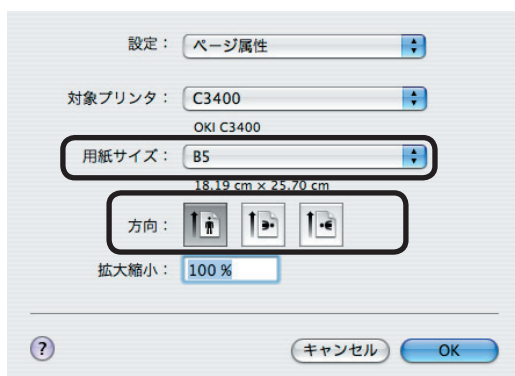 設定： ページ属性
対象プリンタ： C3400
OKI C3400
用紙サイズ： B5
18.19 cm × 25.70 cm
方向：
拡大縮小： 100 %
? キャンセル OK